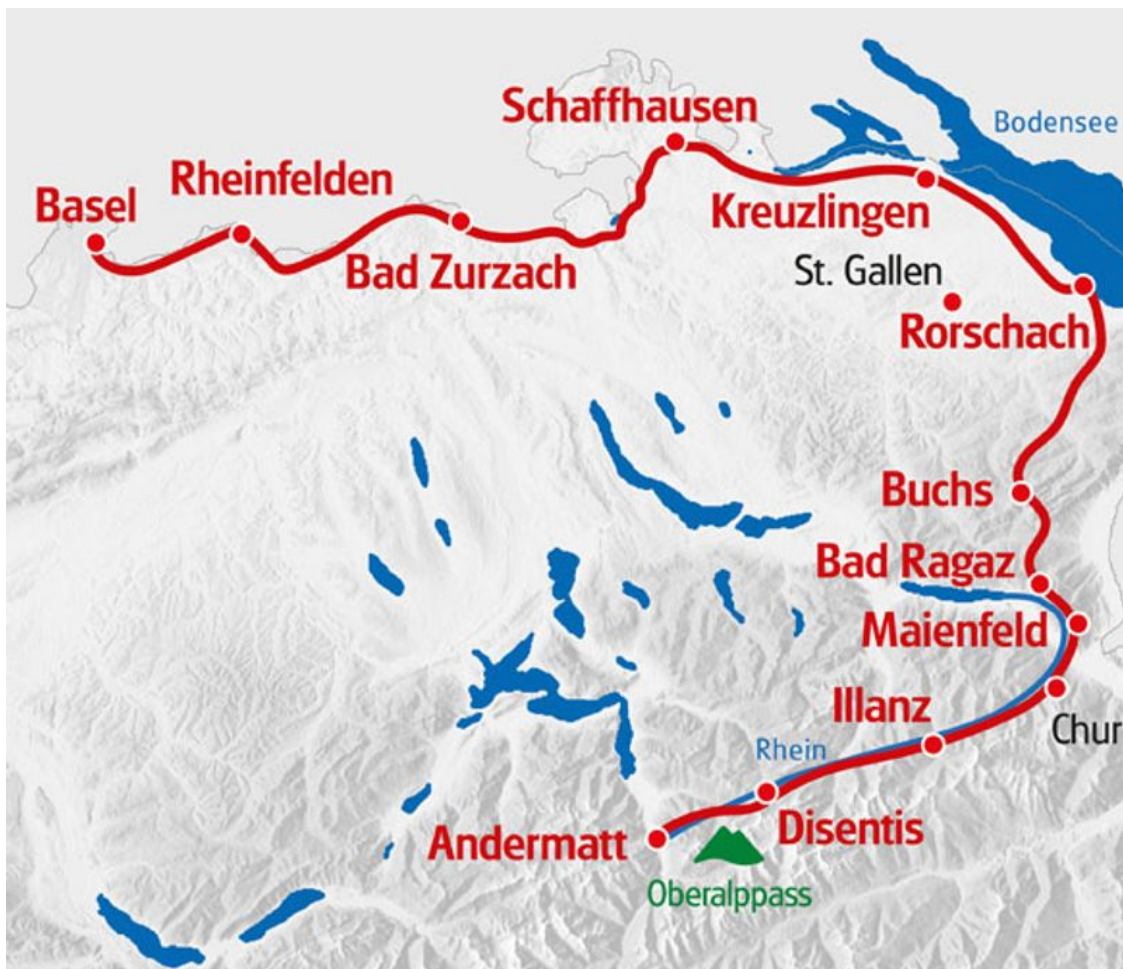 Schaffhausen
Bodensee
Rheinfelden
Basel
Kreuzlingen
Bad Zurzach
St. Gallen
Rorschach
Buchs
Bad Ragaz
Maienfeld
Illanz
Chur
Rhein
Disentis
Andermatt
Oberalppass